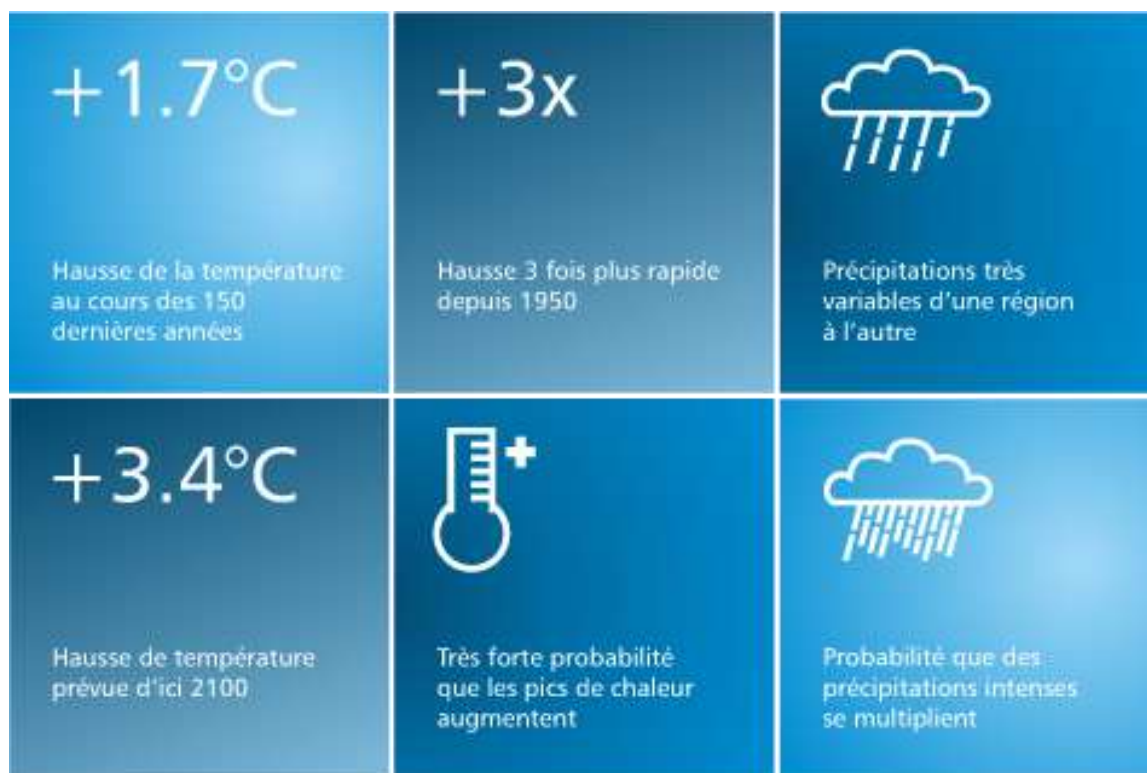 +1.7°C
Hausse de la température
au cours des 150
dernières années
+3x
Hausse 3 fois plus rapide
depuis 1950
Précipitations très
variables d'une région
à l'autre
+3.4°C
Hausse de température
prévue d'ici 2100
Très forte probabilité
que les pics de chaleur
augmentent
Probabilité que des
précipitations intenses
se multiplient